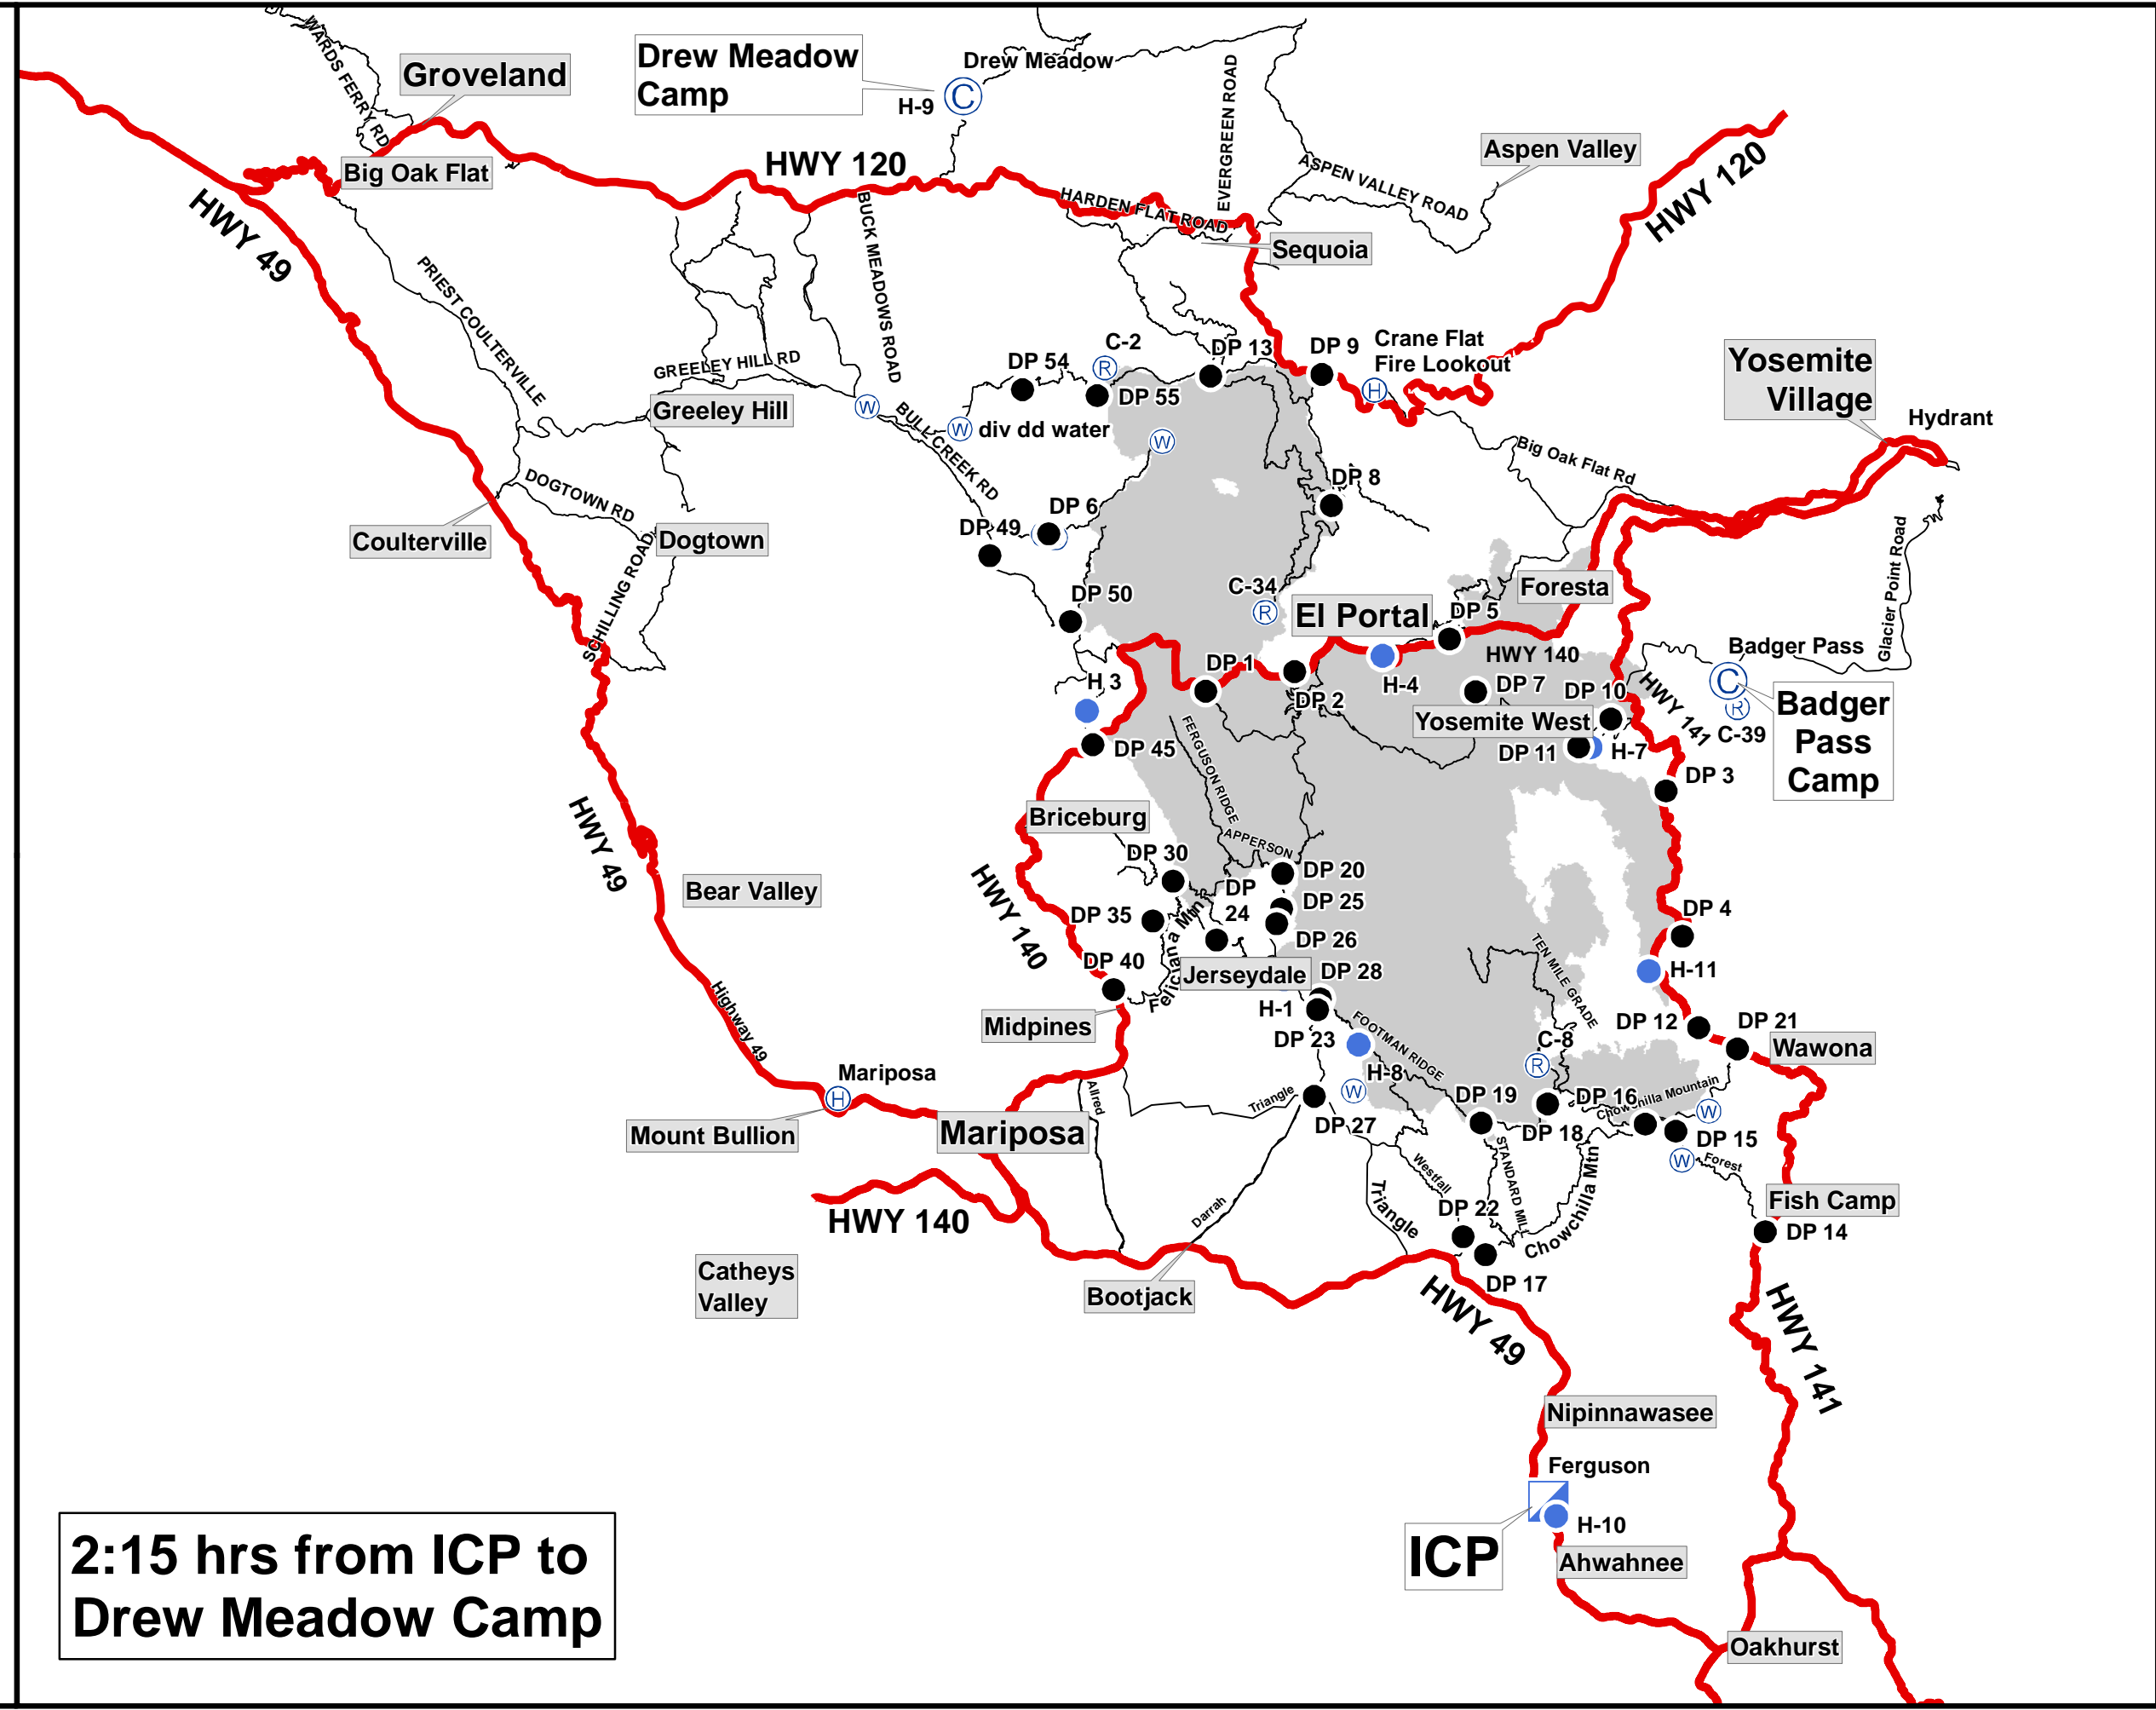 WARDS FERRY RD
Groveland
Drew Meadow
Camp
Drew Meadow
C
H-9
EVERGREEN ROAD
Aspen Valley
HWY 120
Big Oak Flat
HWY 120
ASPEN VALLEY ROAD
HARDEN FLAT ROAD
HWY 49
BUCK MEADOWS ROAD
Sequoia
PRIEST COULTERVILLE
C-2
R
DP 13
DP 9
Crane Flat
Fire Lookout
H
Yosemite
Village
Hydrant
GREELEY HILL RD
DP 54
DP 55
Greeley Hill
W
BULL CREEK RD
W
div dd water
W
Big Oak Flat Rd
DOGTOWN RD
DP 8
DP 6
DP 49
Coulterville
Dogtown
SCHILLING ROAD
Glacier Point Road
DP 50
C-34
R
El Portal
DP 5
Foresta
HWY 140
Badger Pass
DP 1
H 3
DP 2
H-4
DP 7
DP 10
HWY 141
C
R
C-39
Badger
Pass
Camp
Yosemite West
DP 11
H-7
DP 45
FERGUSON RIDGE
DP 3
HWY 49
Briceburg
APPERSON
DP 30
DP 20
HWY 140
Bear Valley
DP
24
DP 25
DP 35
DP 26
DP 4
Feliciana Mtn
TEN MILE GRADE
DP 40
Jerseydale
DP 28
H-11
Highway 49
Midpines
H-1
FOOTMAN RIDGE
DP 12
DP 21
DP 23
C-8
R
Wawona
Mariposa
H
H-8
W
Allred
Triangle
DP 19
DP 16
Chowchilla Mountain
W
Mount Bullion
Mariposa
DP 27
DP 18
DP 15
W
Forest
STANDARD MILL
Westfall
Chowchilla Mtn
Triangle
Darrah
HWY 140
DP 22
Fish Camp
DP 14
Catheys
Valley
Bootjack
DP 17
HWY 49
HWY 141
Nipinnawasee
Ferguson
H-10
ICP
Ahwahnee
Oakhurst
2:15 hrs from ICP to
Drew Meadow Camp